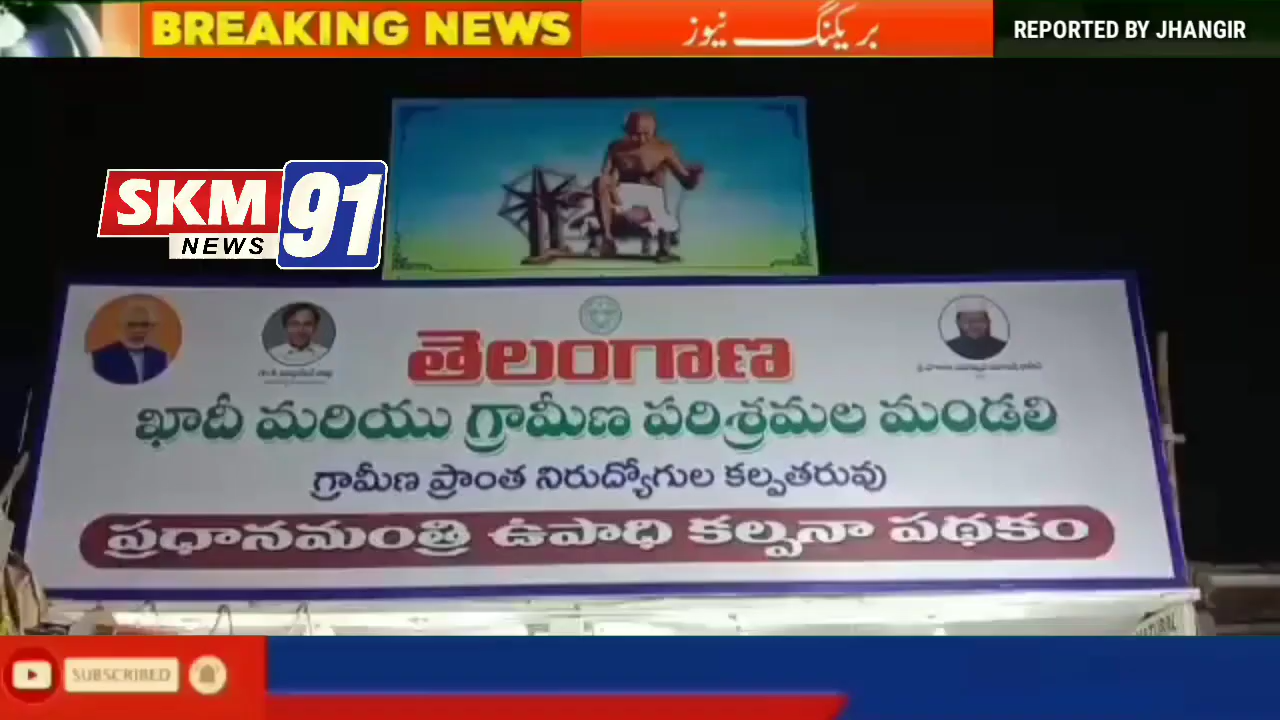 BREAKING NEWS
بریکنگ نیوز
REPORTED BY JHANGIR
SKM 91
NEWS
తెలంగాణ
ఖాదీ మరియు గ్రామీణ పరిశ్రమల మండలి
గ్రామీణ ప్రాంత నిరుద్యోగుల కల్పతరువు
ప్రధానమంత్రి ఉపాధి కల్పనా పథకం
NATURAL
SUBSCRIBED